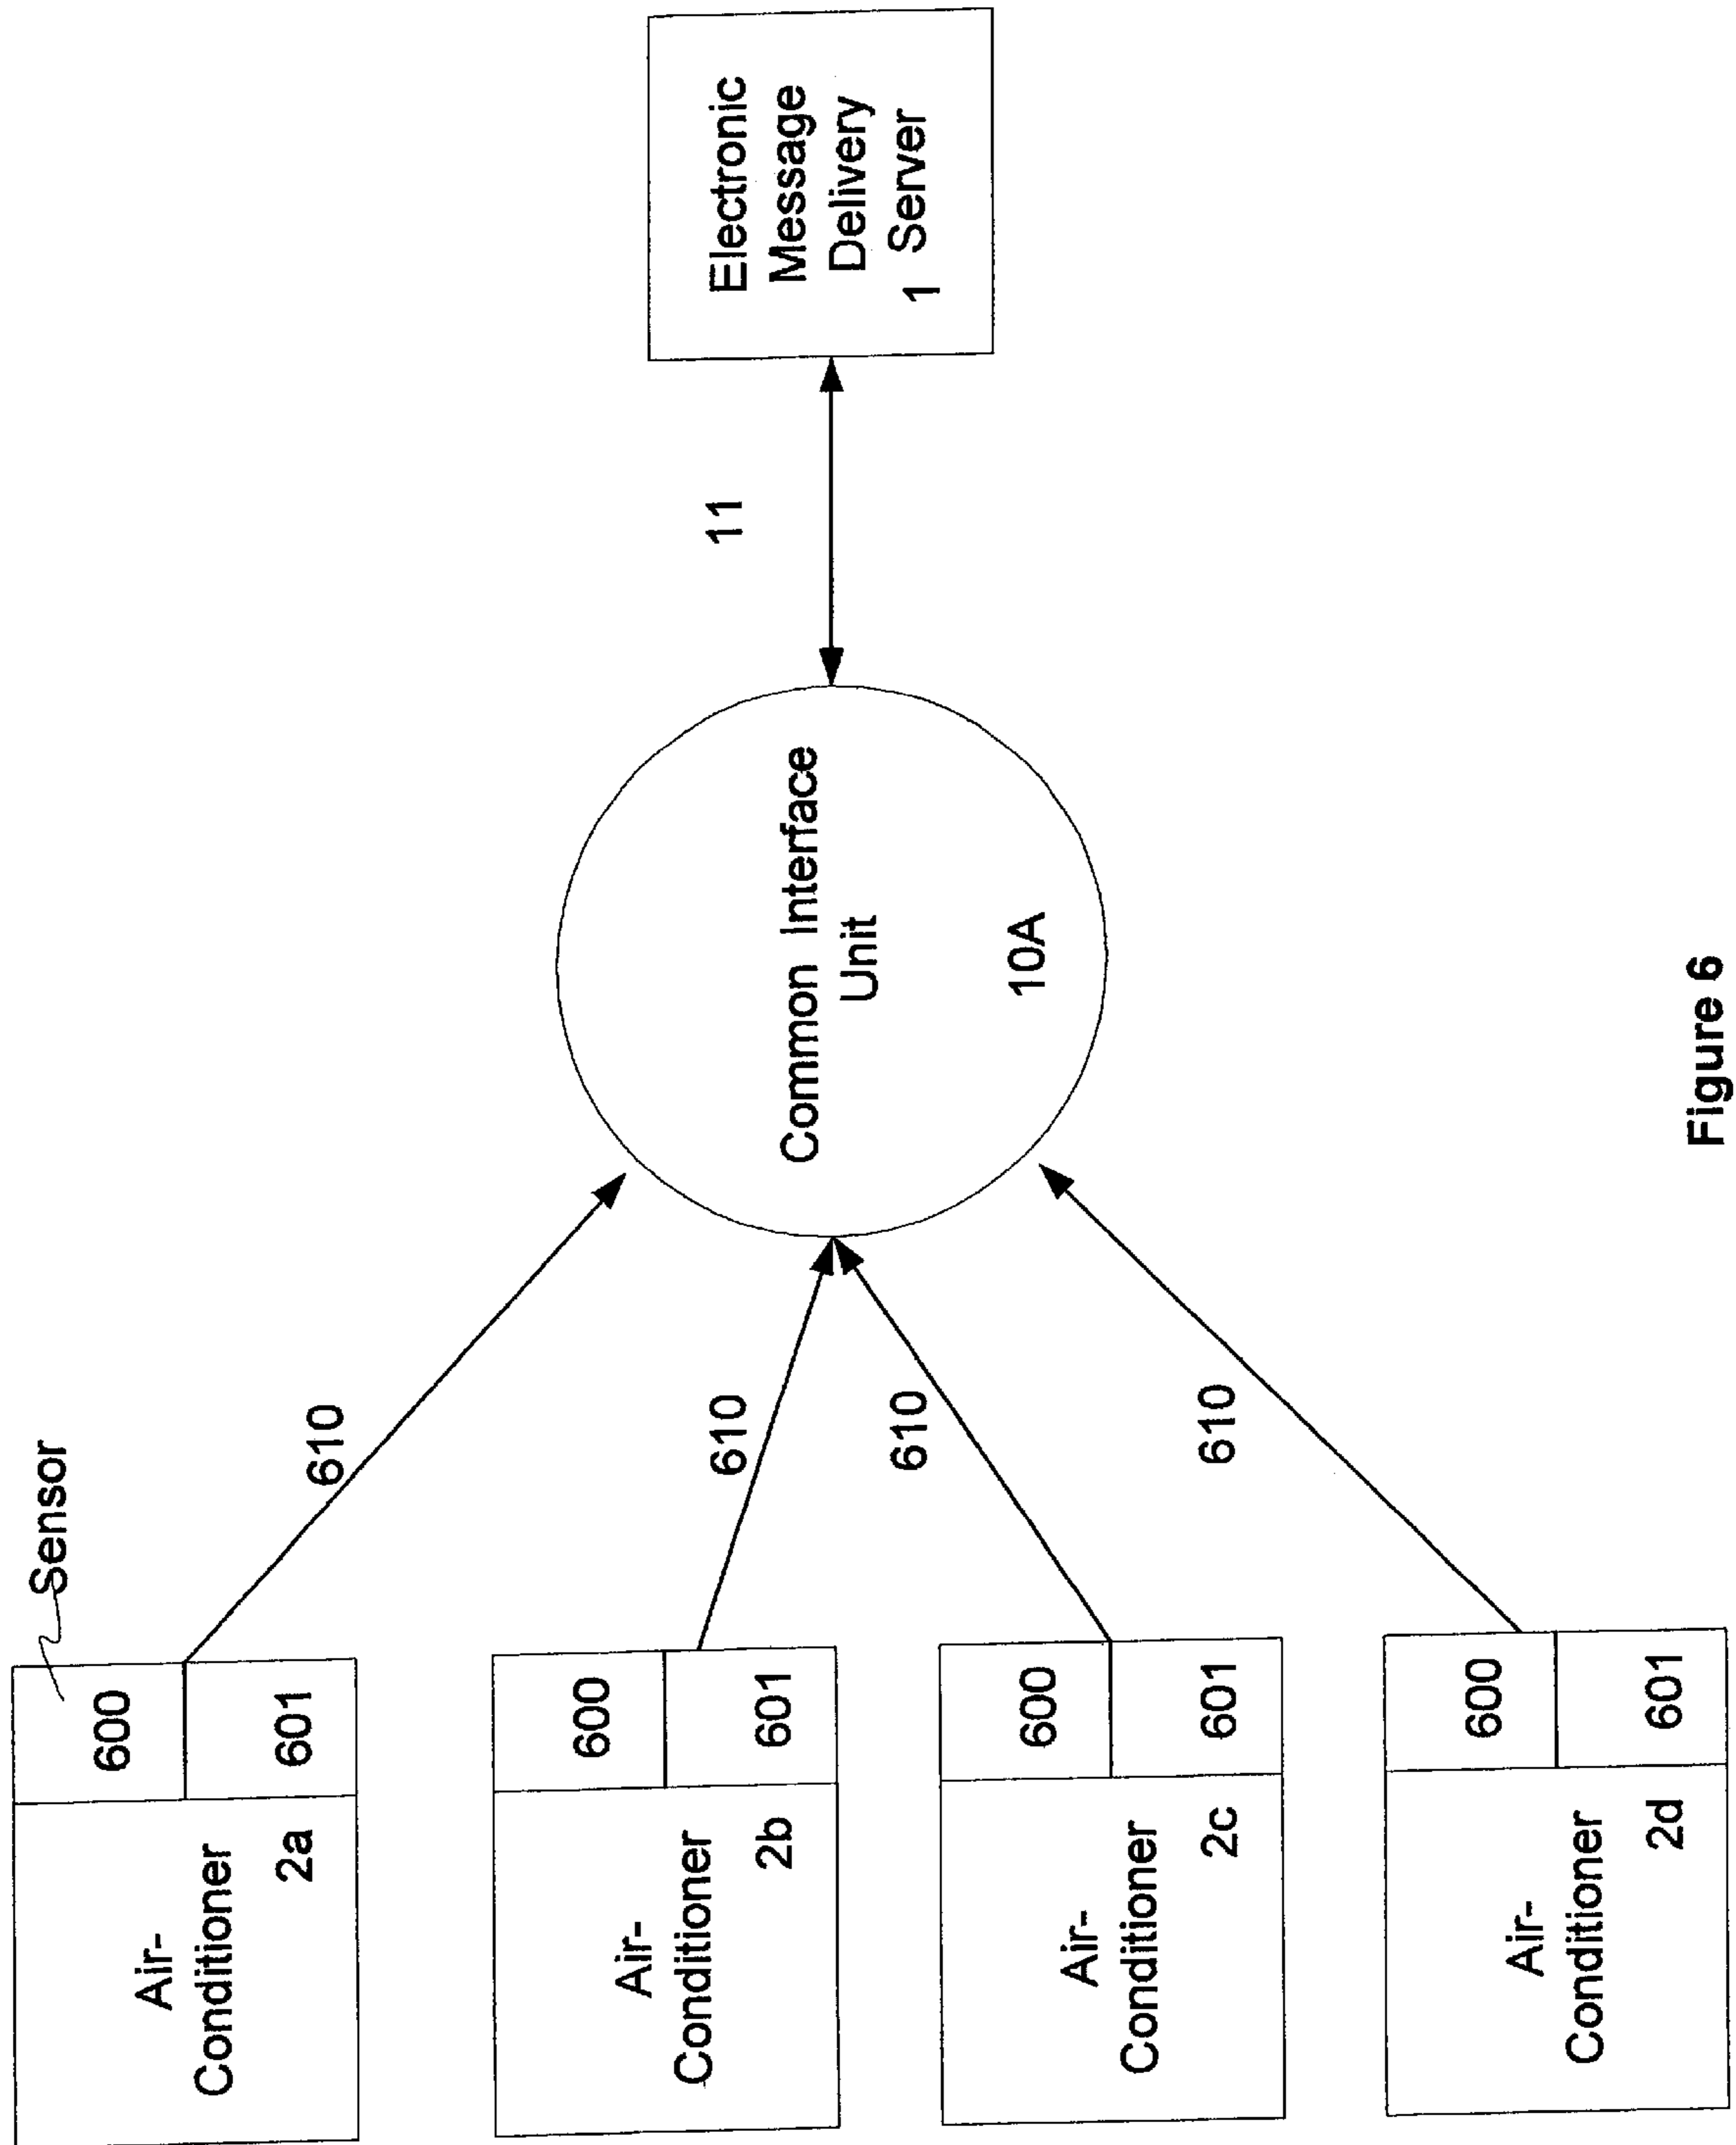 Sensor
Air-
Conditioner
2a
600
601
610
Air-
Conditioner
2b
600
601
610
Air-
Conditioner
2c
600
601
610
Air-
Conditioner
2d
600
601
610
Common Interface
Unit
10A
11
Electronic
Message
Delivery
1 Server
Figure 6